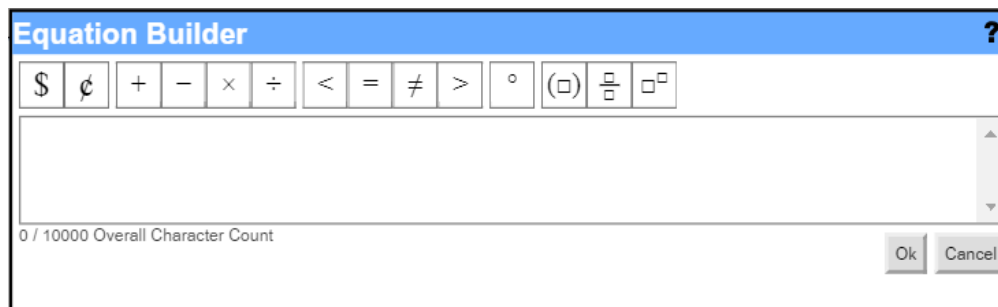 Equation Builder ?
$ ¢ + − × ÷ < = ≠ > ° (□) □/□ □□
0 / 10000 Overall Character Count
Ok Cancel